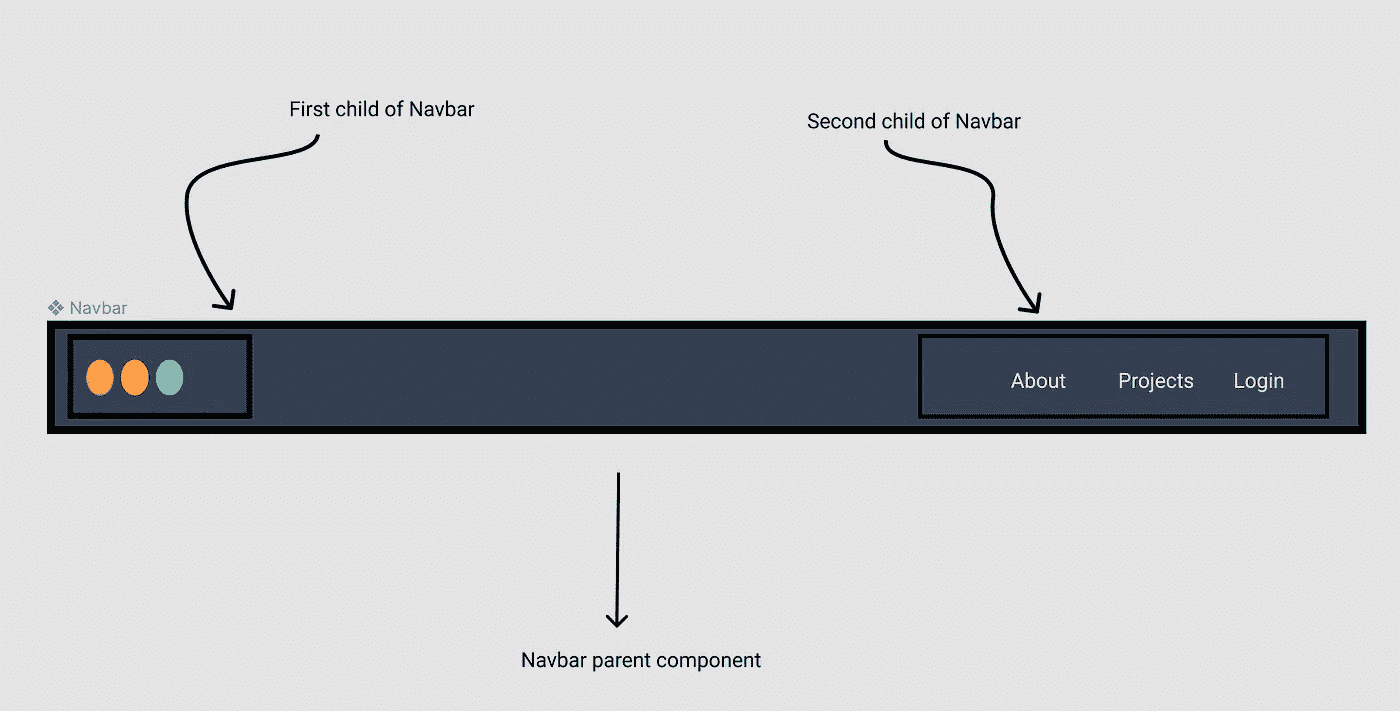 First child of Navbar
Second child of Navbar
Navbar
About
Projects
Login
Navbar parent component